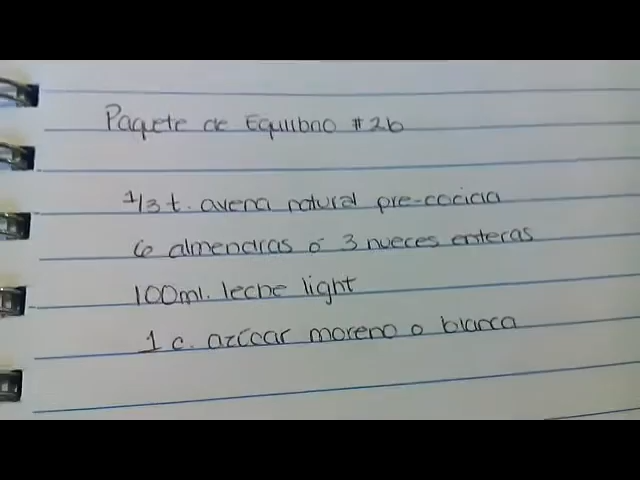 Paquete de Equilibrio #2b
1/3 t. avena natural pre-cocida
6 almendras ó 3 nueces enteras
100ml. leche light
1 c. azúcar moreno o blanca